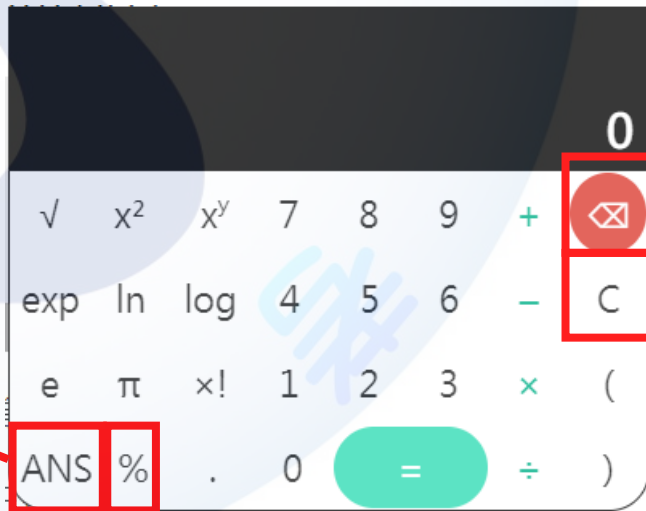 0
√ x² xʸ 7 8 9 + ⌫
exp ln log 4 5 6 − C
e π ×! 1 2 3 × (
ANS % . 0 = ÷ )